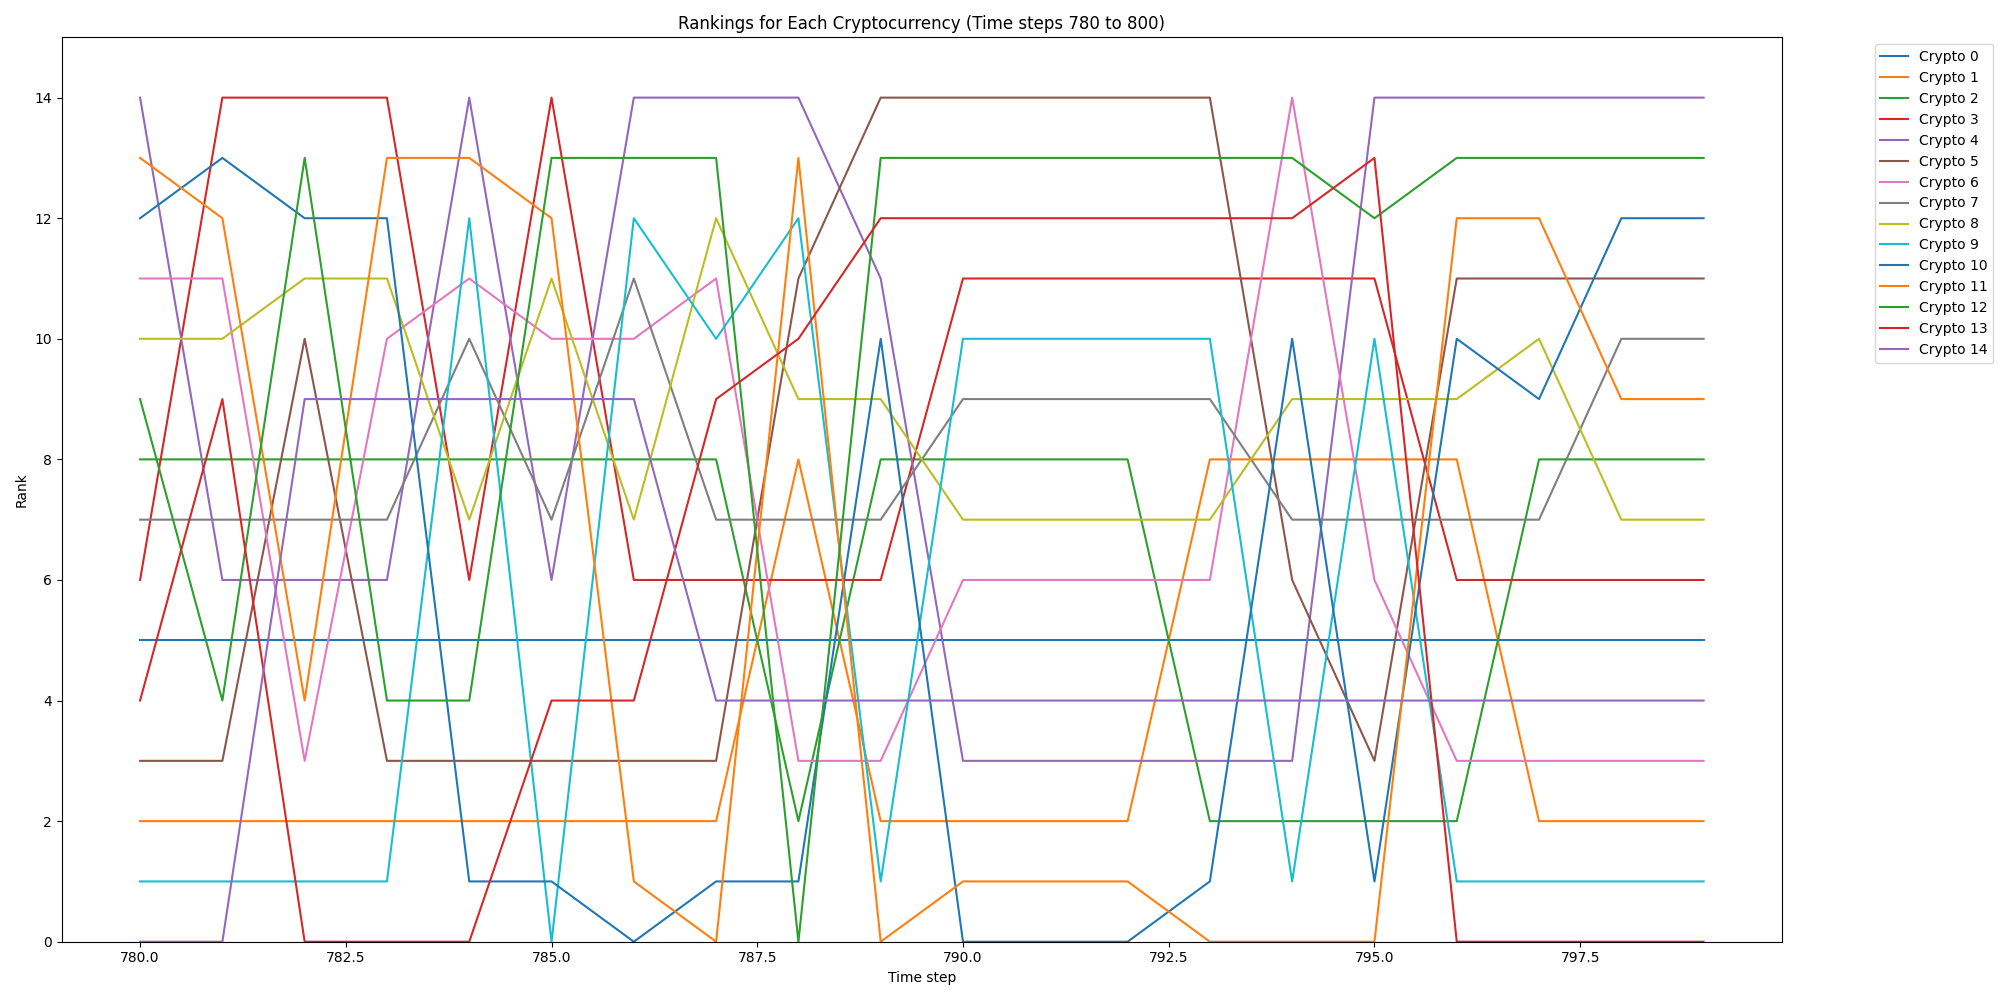 Rankings for Each Cryptocurrency (Time steps 780 to 800)
14
12
10
8
6
4
2
0
Rank
780.0 782.5 785.0 787.5 790.0 792.5 795.0 797.5
Time step
Crypto 0
Crypto 1
Crypto 2
Crypto 3
Crypto 4
Crypto 5
Crypto 6
Crypto 7
Crypto 8
Crypto 9
Crypto 10
Crypto 11
Crypto 12
Crypto 13
Crypto 14